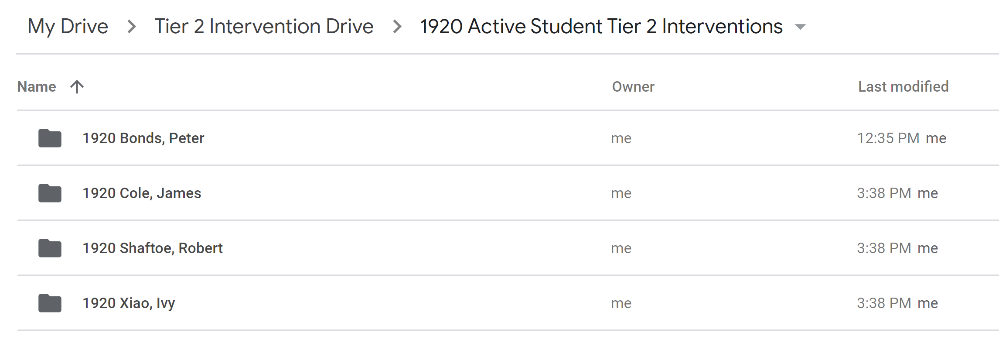 My Drive > Tier 2 Intervention Drive > 1920 Active Student Tier 2 Interventions
Name Owner Last modified
1920 Bonds, Peter me 12:35 PM me
1920 Cole, James me 3:38 PM me
1920 Shaftoe, Robert me 3:38 PM me
1920 Xiao, Ivy me 3:38 PM me